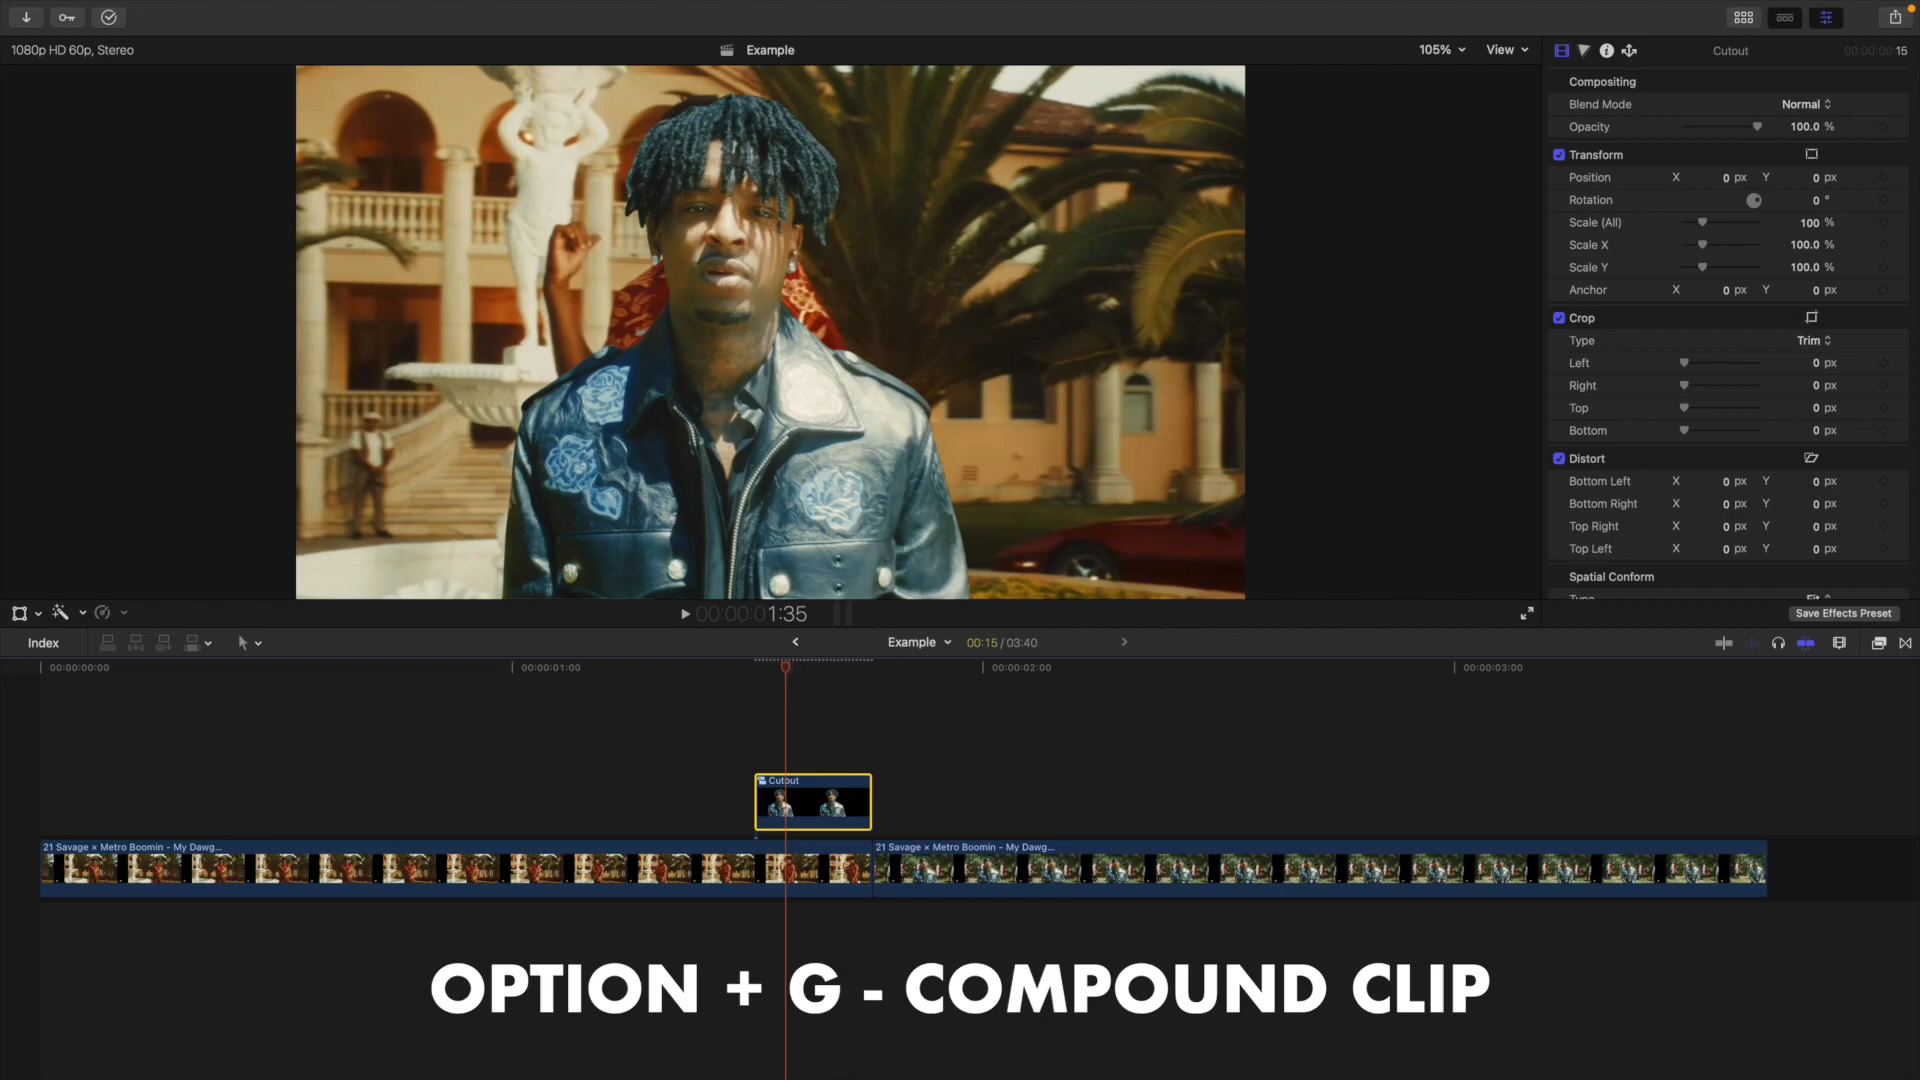 1080p HD 60p, Stereo
Example
105%
View
Cutout
00:00:00:15
Compositing
Blend Mode
Normal
Opacity
100.0 %
Transform
Position
X 0 px Y 0 px
Rotation
0 °
Scale (All)
100 %
Scale X
100.0 %
Scale Y
100.0 %
Anchor
X 0 px Y 0 px
Crop
Type
Trim
Left
0 px
Right
0 px
Top
0 px
Bottom
0 px
Distort
Bottom Left
X 0 px Y 0 px
Bottom Right
X 0 px Y 0 px
Top Right
X 0 px Y 0 px
Top Left
X 0 px Y 0 px
Spatial Conform
Type
Fit
00:00:01:35
Save Effects Preset
Index
Example
00:15 / 03:40
00:00:00:00
00:00:01:00
00:00:02:00
00:00:03:00
Cutout
21 Savage × Metro Boomin - My Dawg...
21 Savage × Metro Boomin - My Dawg...
OPTION + G - COMPOUND CLIP